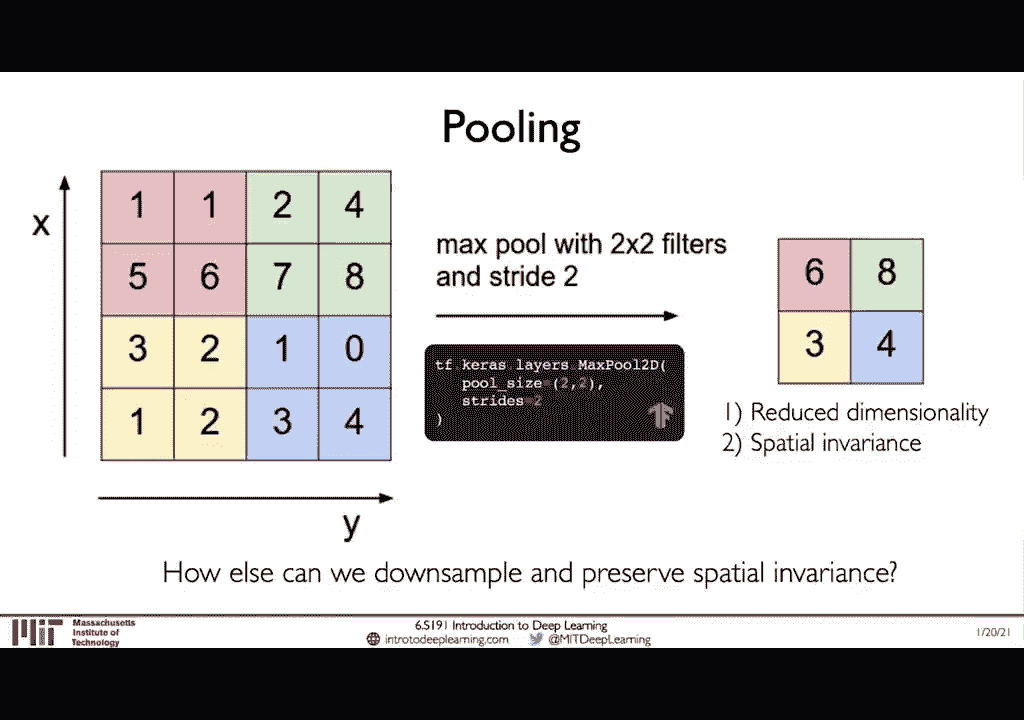 Pooling
x
1 1 2 4
5 6 7 8
3 2 1 0
1 2 3 4
y
max pool with 2x2 filters
and stride 2
tf keras layers MaxPool2D(
pool_size=(2,2),
strides=2
)
6 8
3 4
1) Reduced dimensionality
2) Spatial invariance
How else can we downsample and preserve spatial invariance?
MIT
Massachusetts
Institute of
Technology
6.S191 Introduction to Deep Learning
introtodeeplearning.com @MITDeepLearning
1/20/21